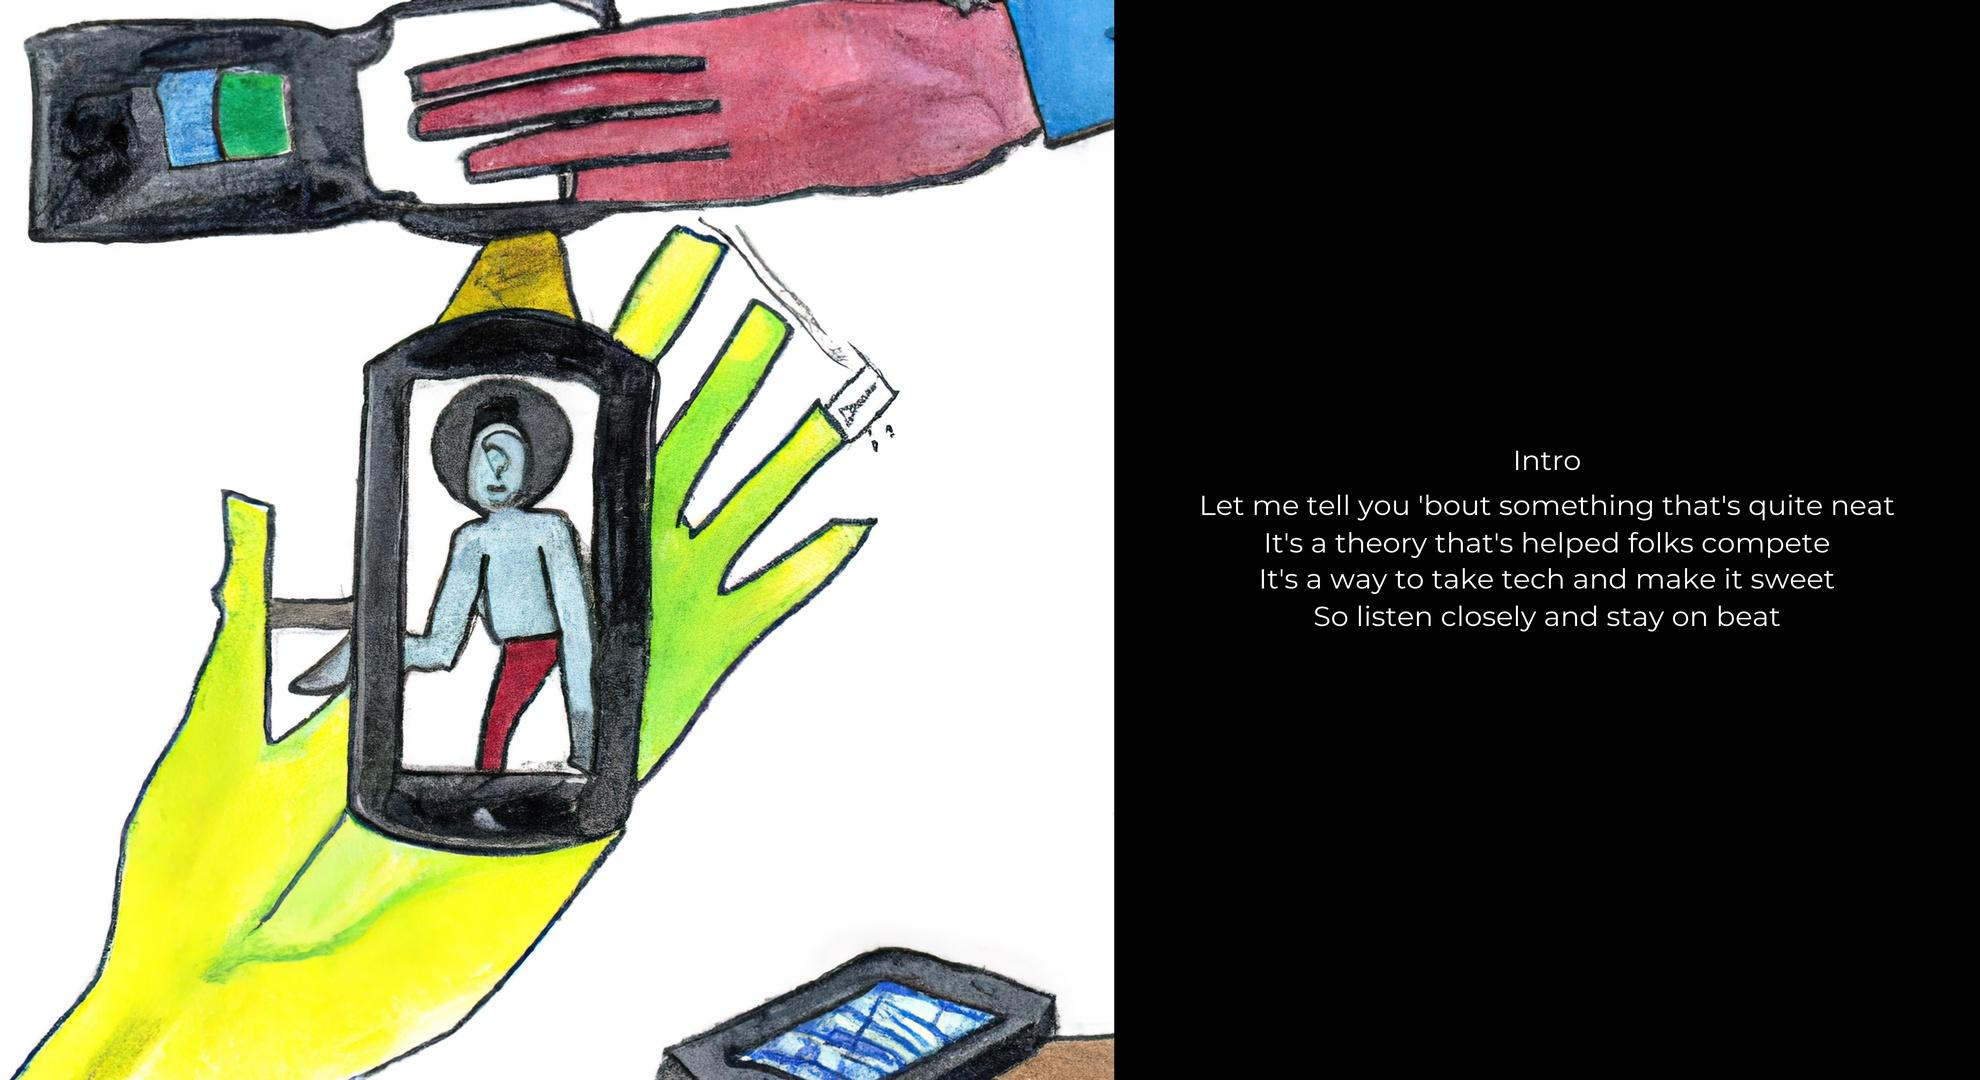 Intro
Let me tell you 'bout something that's quite neat
It's a theory that's helped folks compete
It's a way to take tech and make it sweet
So listen closely and stay on beat